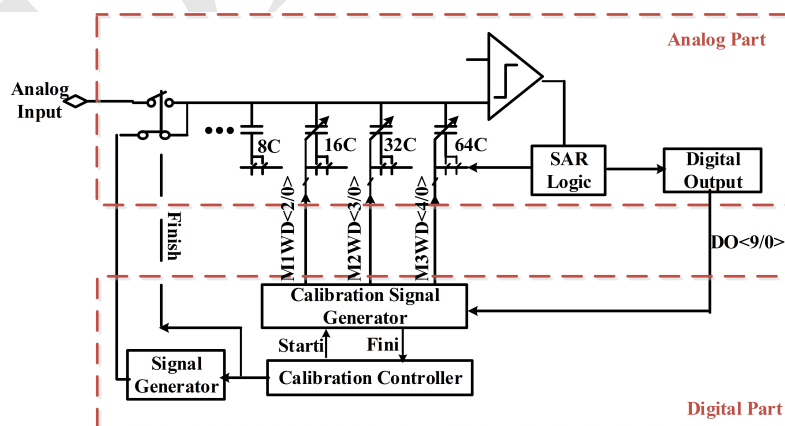 Analog Part
Analog
Input
8C
16C
32C
64C
SAR
Logic
Digital
Output
Finish
M1WD<2/0>
M2WD<3/0>
M3WD<4/0>
DO<9/0>
Calibration Signal
Generator
Starti
Fini
Signal
Generator
Calibration Controller
Digital Part